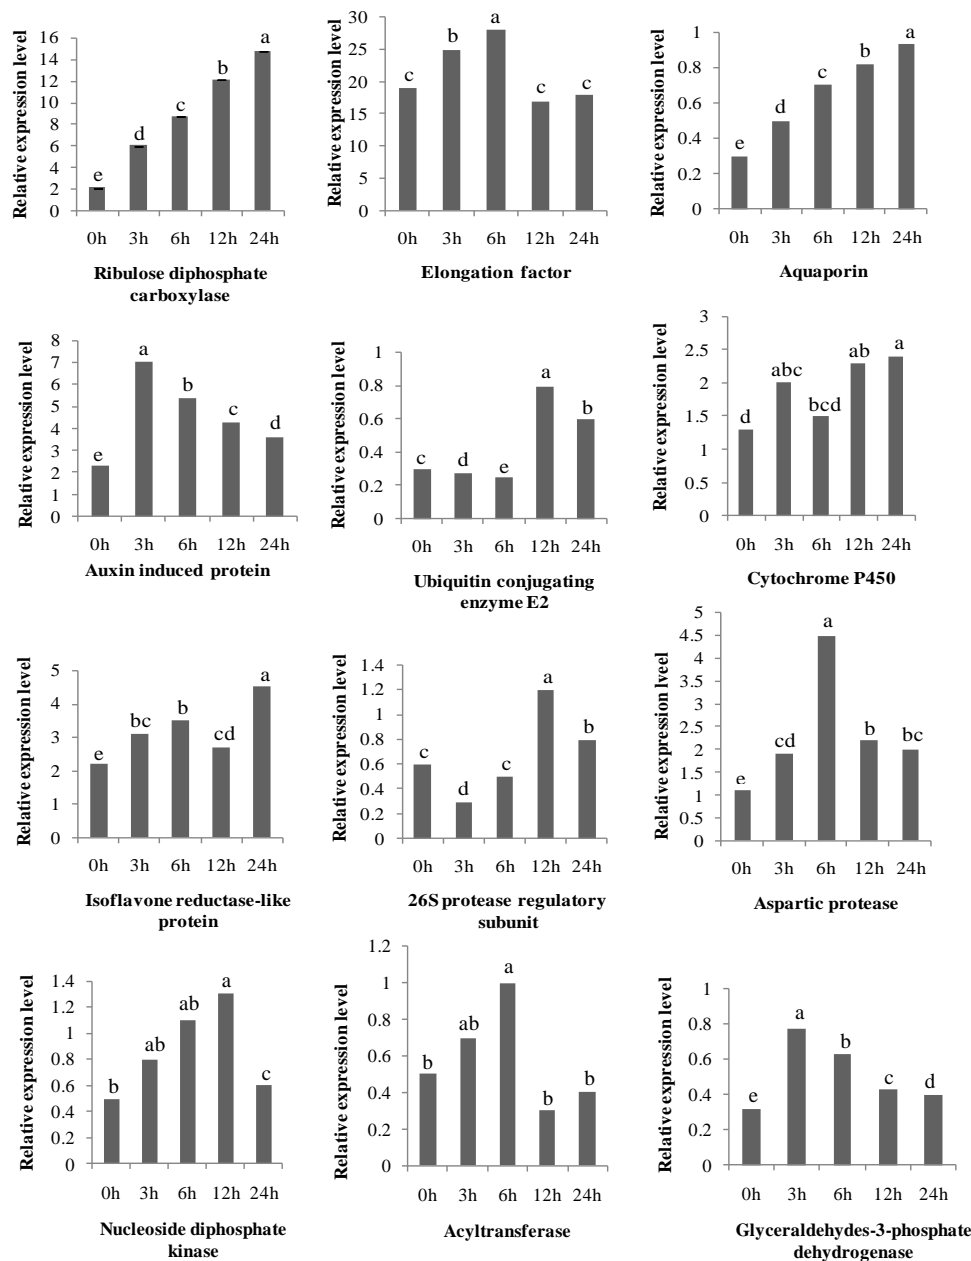 Relative expression level
16
14
12
10
8
6
4
2
0
e
d
c
b
a
0h 3h 6h 12h 24h
Ribulose diphosphate
carboxylase
Relative expression level
30
25
20
15
10
5
0
c
b
a
c
c
0h 3h 6h 12h 24h
Elongation factor
Relative expression level
1
0.8
0.6
0.4
0.2
0
e
d
c
b
a
0h 3h 6h 12h 24h
Aquaporin
Relative expression level
8
7
6
5
4
3
2
1
0
e
a
b
c
d
0h 3h 6h 12h 24h
Auxin induced protein
Relative expression level
1
0.8
0.6
0.4
0.2
0
c
d
e
a
b
0h 3h 6h 12h 24h
Ubiquitin conjugating
enzyme E2
Relative expression level
3
2.5
2
1.5
1
0.5
0
d
abc
bcd
ab
a
0h 3h 6h 12h 24h
Cytochrome P450
Relative expression level
5
4
3
2
1
0
e
bc
b
cd
a
0h 3h 6h 12h 24h
Isoflavone reductase-like
protein
Relative expression level
1.4
1.2
1
0.8
0.6
0.4
0.2
0
c
d
c
a
b
0h 3h 6h 12h 24h
26S protease regulatory
subunit
Relative expression lveel
5
4.5
4
3.5
3
2.5
2
1.5
1
0.5
0
e
cd
a
b
bc
0h 3h 6h 12h 24h
Aspartic protease
Relative expression level
1.4
1.2
1
0.8
0.6
0.4
0.2
0
b
ab
ab
a
c
0h 3h 6h 12h 24h
Nucleoside diphosphate
kinase
Relative expression level
1.2
1
0.8
0.6
0.4
0.2
0
b
ab
a
b
b
0h 3h 6h 12h 24h
Acyltransferase
Relative expression level
1
0.8
0.6
0.4
0.2
0
e
a
b
c
d
0h 3h 6h 12h 24h
Glyceraldehydes-3-phosphate
dehydrogenase